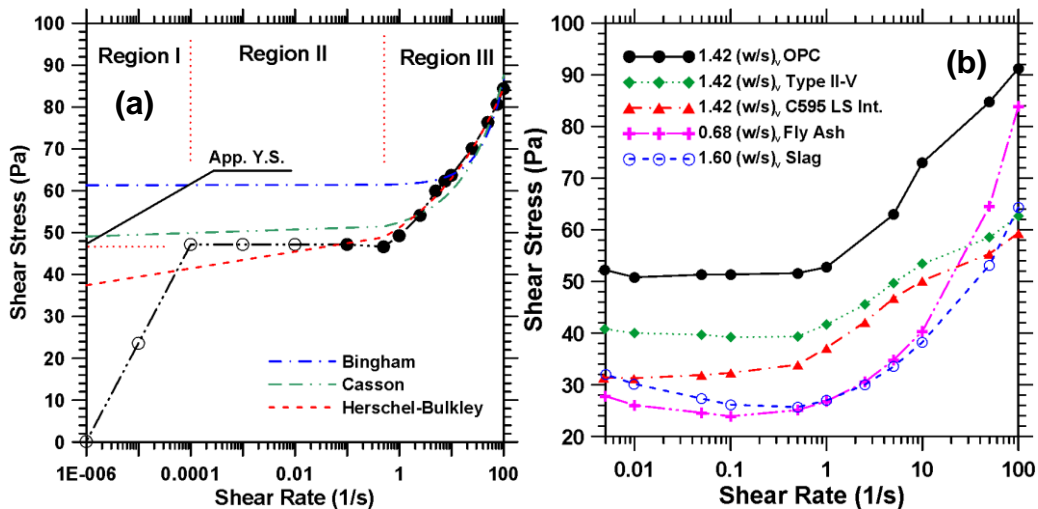 100
90
80
70
60
50
40
30
20
10
0
Shear Stress (Pa)
Region I
Region II
Region III
(a)
App. Y.S.
Bingham
Casson
Herschel-Bulkley
1E-006 0.0001 0.01 1 100
Shear Rate (1/s)
100
90
80
70
60
50
40
30
20
Shear Stress (Pa)
(b)
1.42 (w/s)v OPC
1.42 (w/s)v Type II-V
1.42 (w/s)v C595 LS Int.
0.68 (w/s)v Fly Ash
1.60 (w/s)v Slag
0.01 0.1 1 10 100
Shear Rate (1/s)